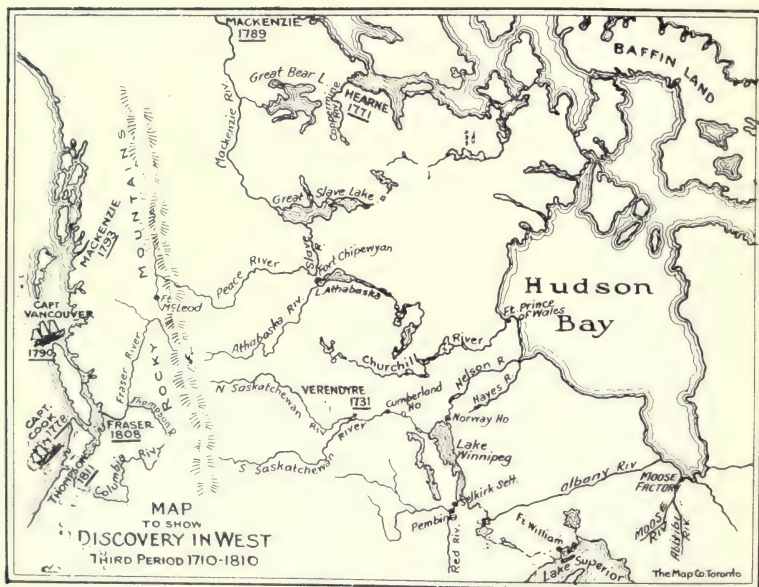 MACKENZIE
1789
BAFFIN LAND
Great Bear L.
HEARNE
1771
Coppermine
Riv
Mackenzie Riv
Great Slave Lake
Slave
R
Fort Chipewyan
L. Athabaska
Peace River
Athabaska Riv.
MACKENZIE
1793
ROCKY MOUNTAINS
Ft
McLeod
CAPT
VANCOUVER
1790
Fraser River
Thompson R
FRASER
1808
CAPT.
COOK
IN 1778
THOMPSON
1811
Columbia Riv
Hudson
Bay
Ft. Prince
of Wales
Churchill River
Nelson R
Hayes R.
N Saskatchewan Riv
VERENDYRE
1731
Cumberland
Ho
Norway Ho
Lake
Winnipeg
S Saskatchewan River
Albany Riv
MOOSE
FACTORY
MOOSE
RIV
Abitibi
Riv.
Selkirk Sett.
Pembin
Red Riv.
Ft William
Lake Superior
MAP
TO SHOW
DISCOVERY IN WEST
THIRD PERIOD 1710-1810
The Map Co. Toronto